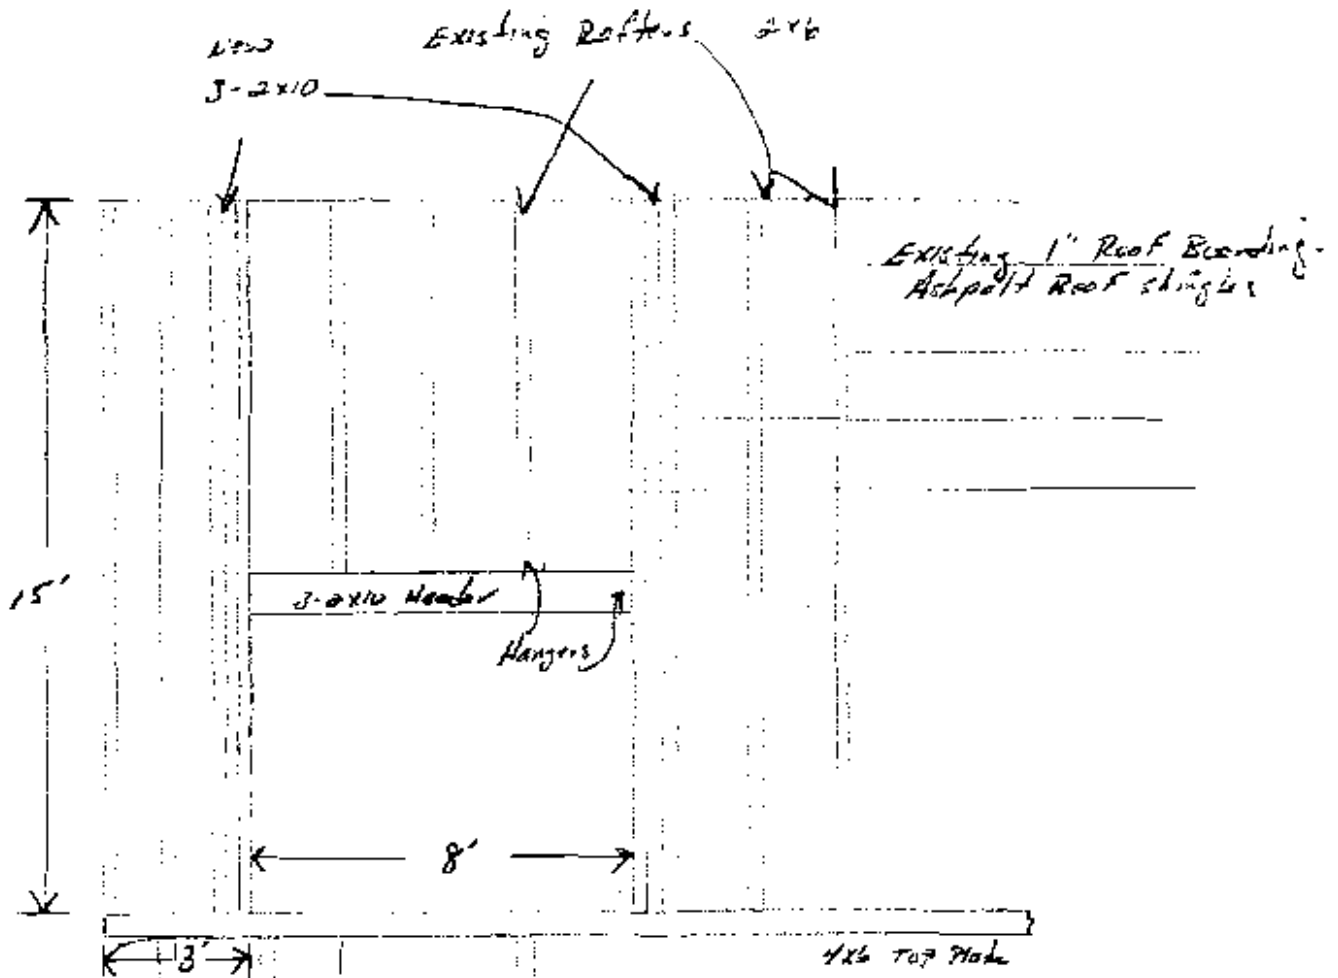 New
3-2x10
Existing Rafters 2x6
Existing 1" Roof Boarding.
Ashpalt Roof shingles
15'
3-2x10 Header
Hangers
8'
3'
4x6 Top Plate